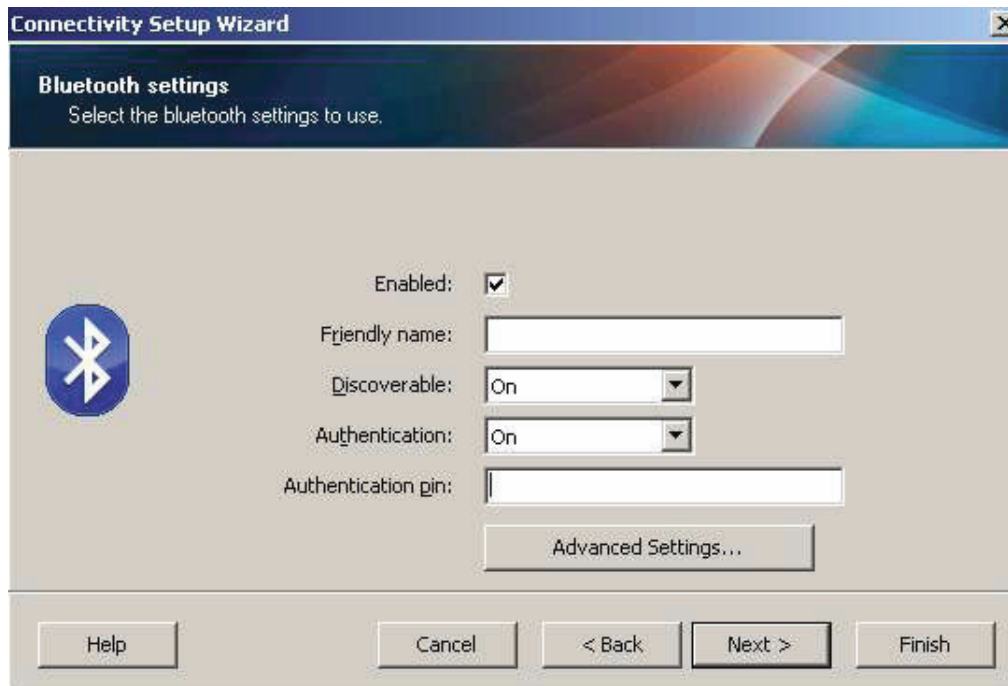 Connectivity Setup Wizard
Bluetooth settings
Select the bluetooth settings to use.
Enabled:
Friendly name:
Discoverable: On
Authentication: On
Authentication pin:
Advanced Settings...
Help Cancel < Back Next > Finish